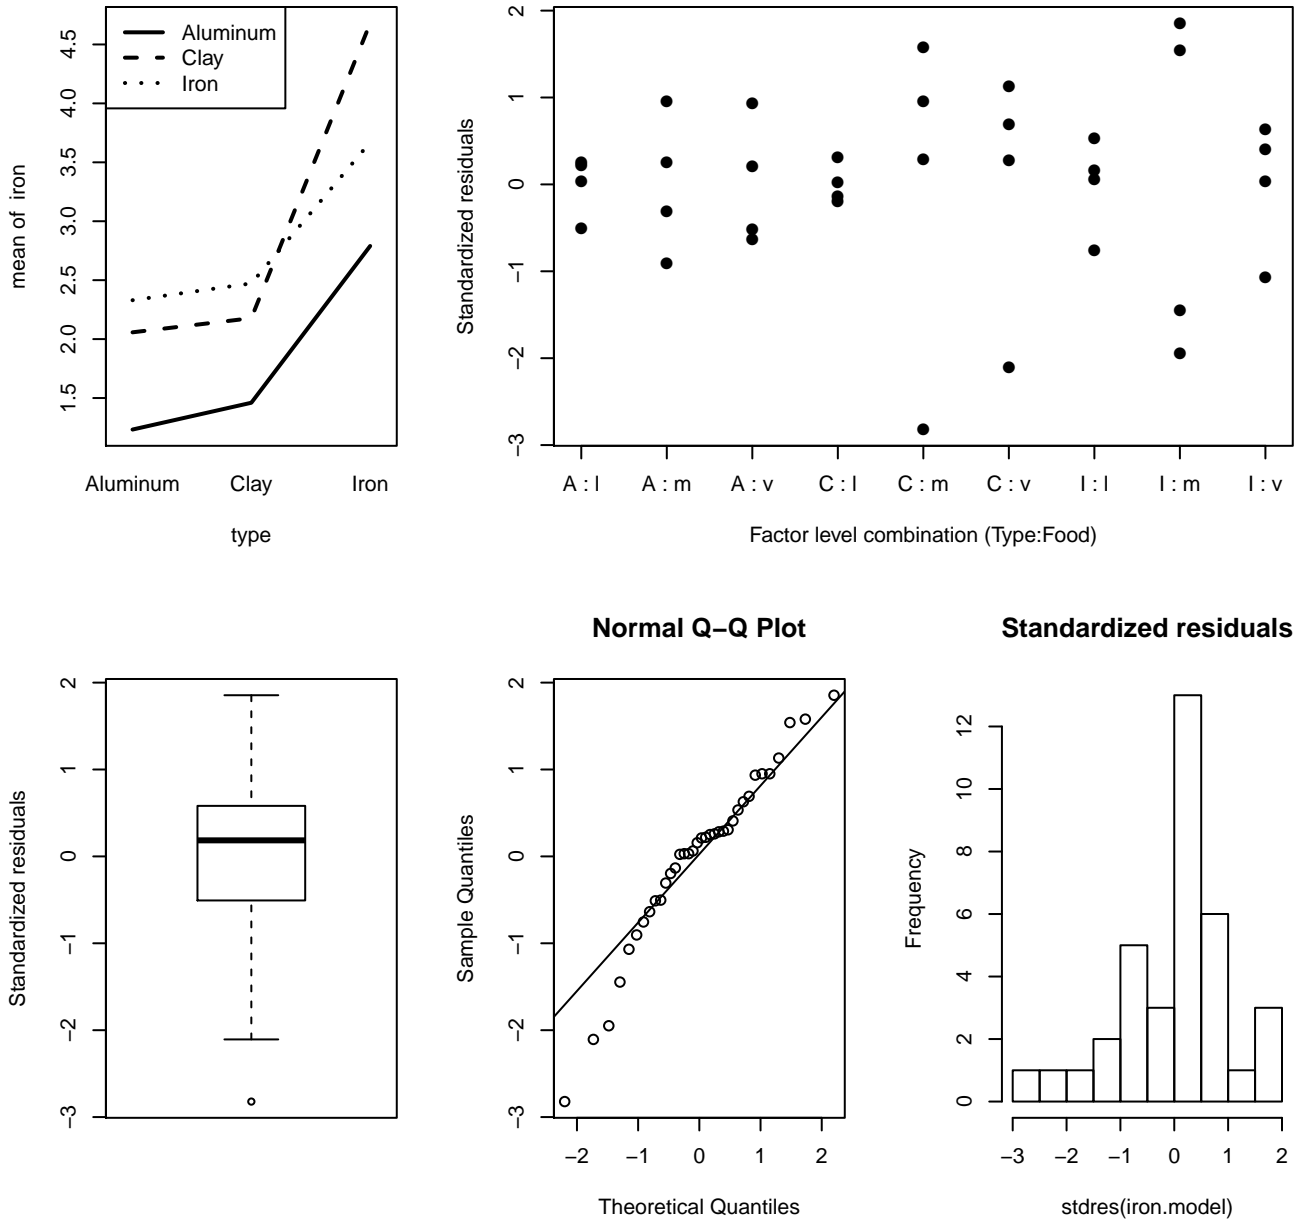 Aluminum
Clay
Iron
mean of iron
1.5 2.0 2.5 3.0 3.5 4.0 4.5
Aluminum Clay Iron
type
Standardized residuals
−3 −2 −1 0 1 2
A : l A : m A : v C : l C : m C : v I : l I : m I : v
Factor level combination (Type:Food)
Standardized residuals
−3 −2 −1 0 1 2
Normal Q−Q Plot
Sample Quantiles
−3 −2 −1 0 1 2
−2 −1 0 1 2
Theoretical Quantiles
Standardized residuals
Frequency
0 2 4 6 8 10 12
−3 −2 −1 0 1 2
stdres(iron.model)